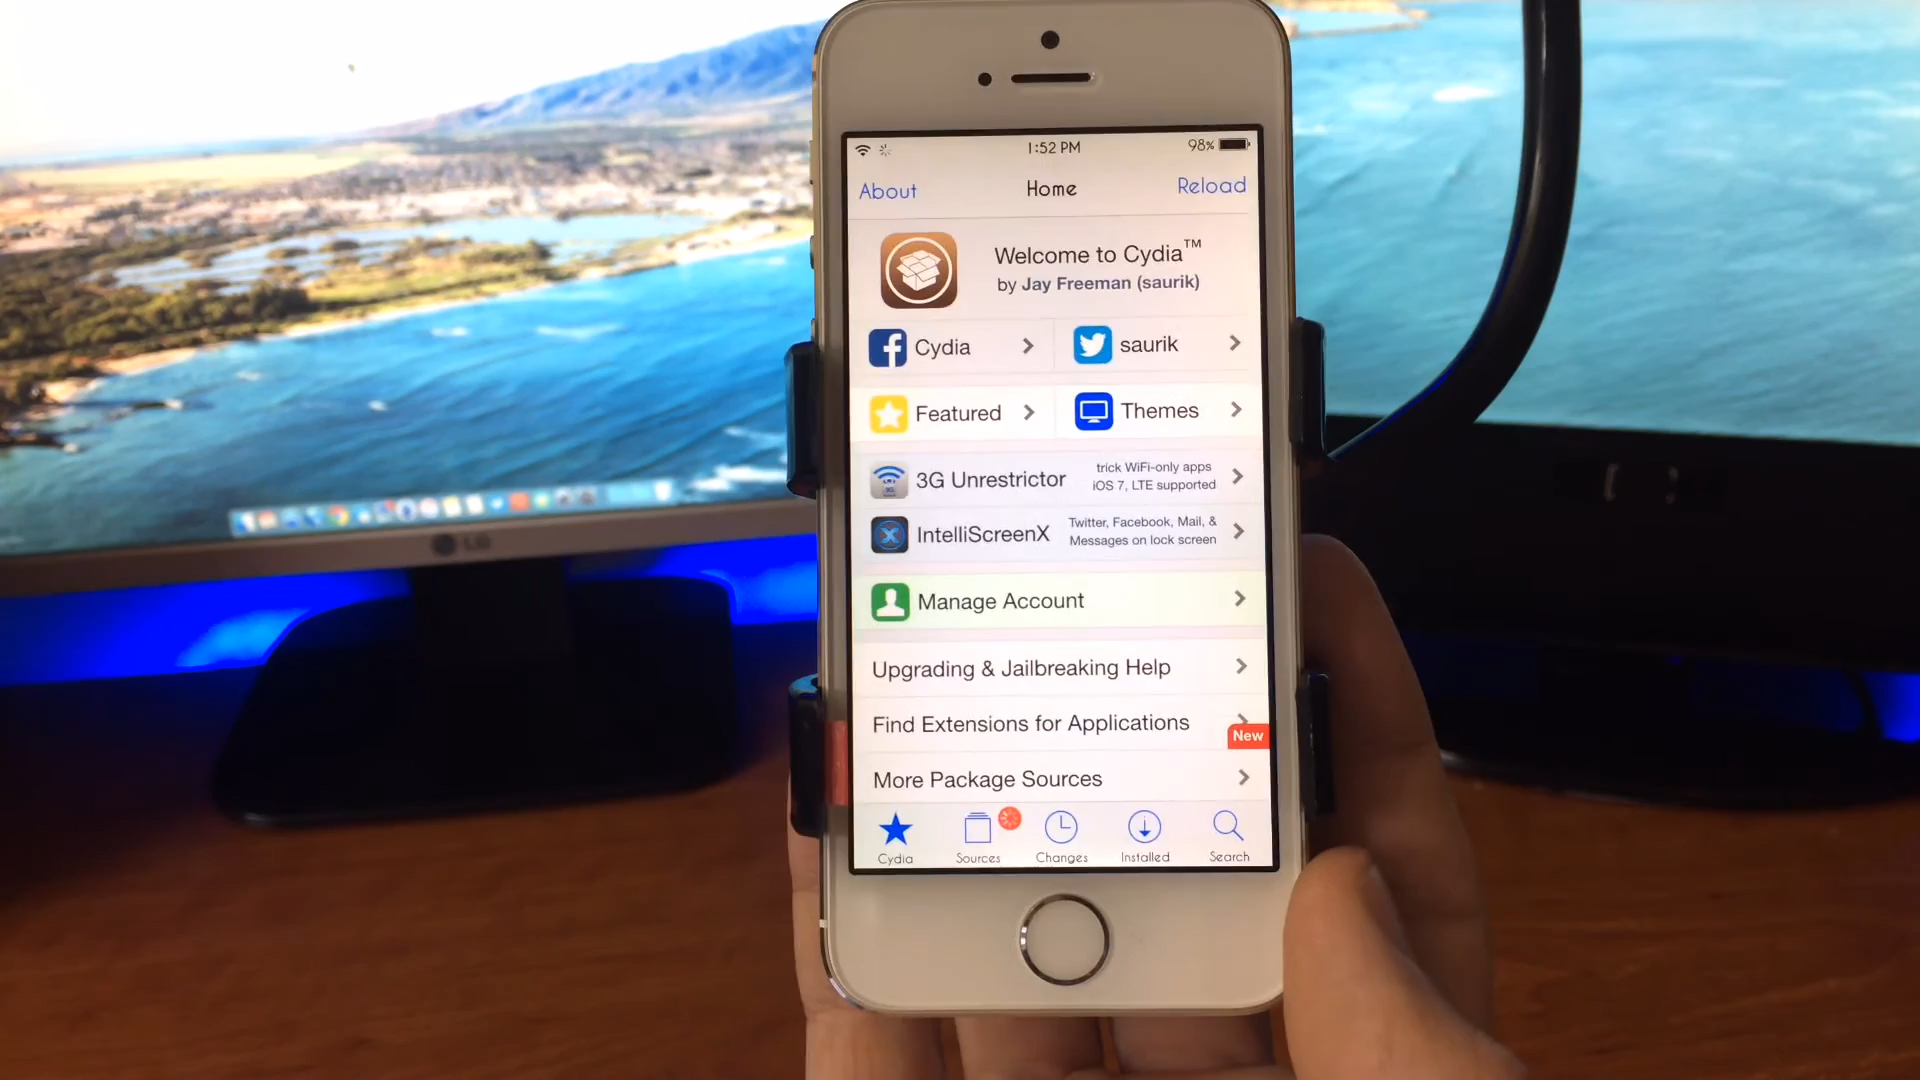 1:52 PM
98%
About
Home
Reload
Welcome to Cydia™
by Jay Freeman (saurik)
Cydia
saurik
Featured
Themes
3G Unrestrictor
trick WiFi-only apps
iOS 7, LTE supported
IntelliScreenX
Twitter, Facebook, Mail, &
Messages on lock screen
Manage Account
Upgrading & Jailbreaking Help
Find Extensions for Applications
New
More Package Sources
Cydia
Sources
Changes
Installed
Search
LG